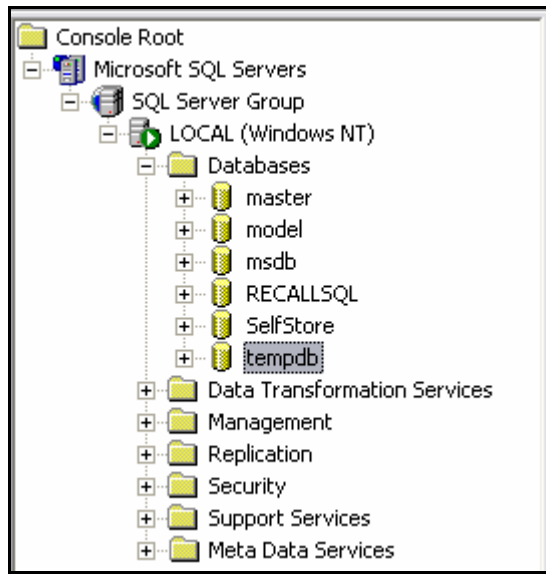 Console Root
Microsoft SQL Servers
SQL Server Group
LOCAL (Windows NT)
Databases
master
model
msdb
RECALLSQL
SelfStore
tempdb
Data Transformation Services
Management
Replication
Security
Support Services
Meta Data Services